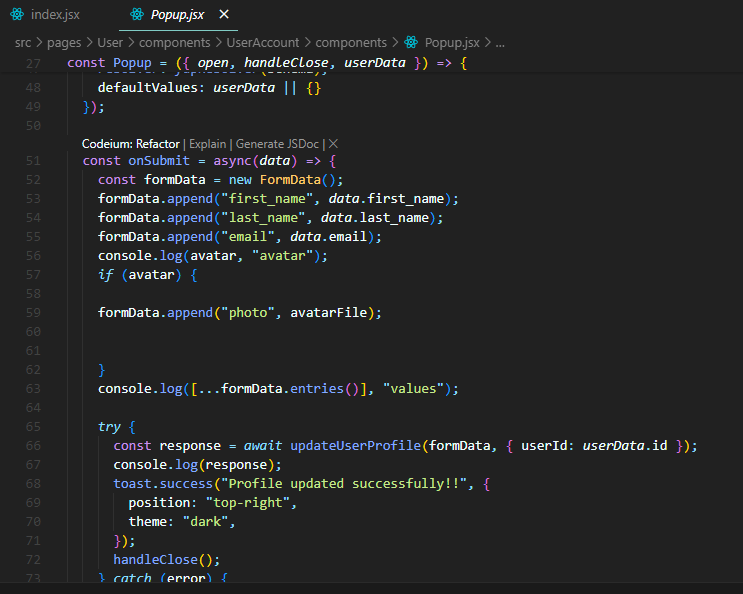 index.jsx
Popup.jsx ×
src > pages > User > components > UserAccount > components > Popup.jsx > ...
27 const Popup = ({ open, handleClose, userData }) => {
48 defaultValues: userData || {}
49 });
50
Codeium: Refactor | Explain | Generate JSDoc | ×
51 const onSubmit = async(data) => {
52 const formData = new FormData();
53 formData.append("first_name", data.first_name);
54 formData.append("last_name", data.last_name);
55 formData.append("email", data.email);
56 console.log(avatar, "avatar");
57 if (avatar) {
58
59 formData.append("photo", avatarFile);
60
61
62 }
63 console.log([...formData.entries()], "values");
64
65 try {
66 const response = await updateUserProfile(formData, { userId: userData.id });
67 console.log(response);
68 toast.success("Profile updated successfully!!", {
69 position: "top-right",
70 theme: "dark",
71 });
72 handleClose();
73 } catch (error) {